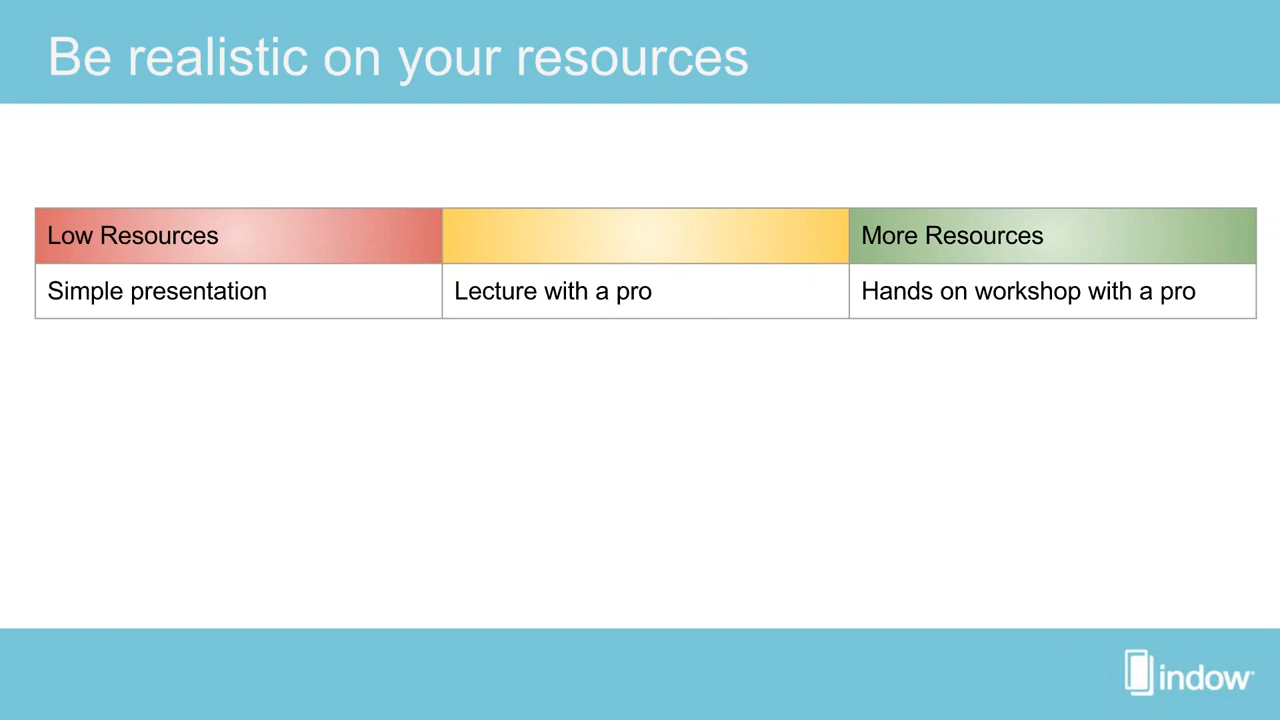 Be realistic on your resources
Low Resources
More Resources
Simple presentation
Lecture with a pro
Hands on workshop with a pro
indow